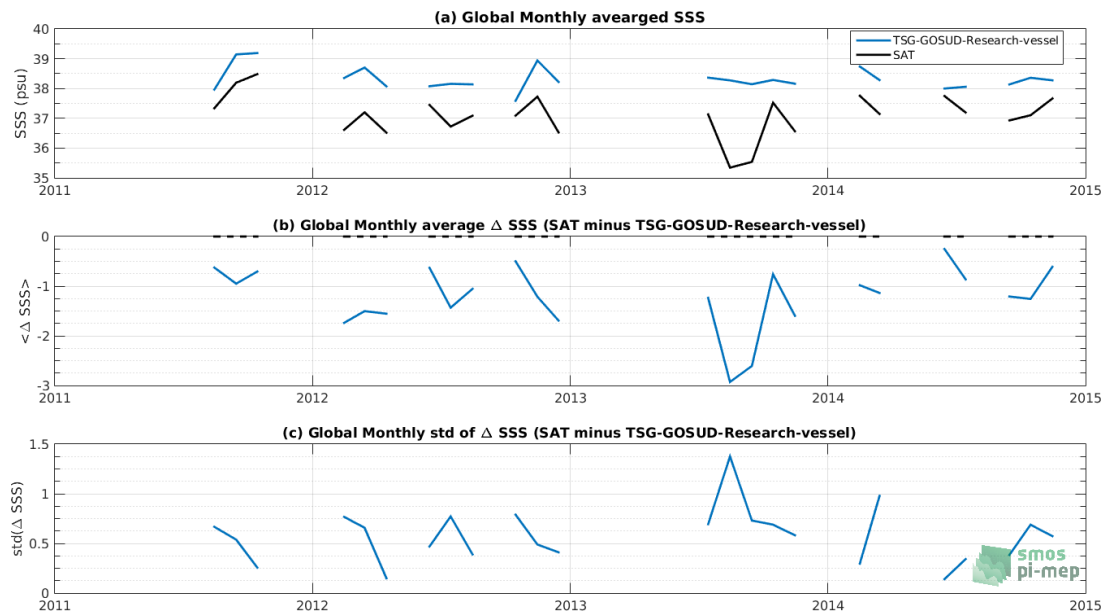 (a) Global Monthly avearged SSS
SSS (psu)
40
39
38
37
36
35
TSG-GOSUD-Research-vessel
SAT
2011 2012 2013 2014 2015
(b) Global Monthly average Δ SSS (SAT minus TSG-GOSUD-Research-vessel)
<Δ SSS>
0
-1
-2
-3
2011 2012 2013 2014 2015
(c) Global Monthly std of Δ SSS (SAT minus TSG-GOSUD-Research-vessel)
std(Δ SSS)
1.5
1
0.5
0
2011 2012 2013 2014 2015
smos
pi-mep